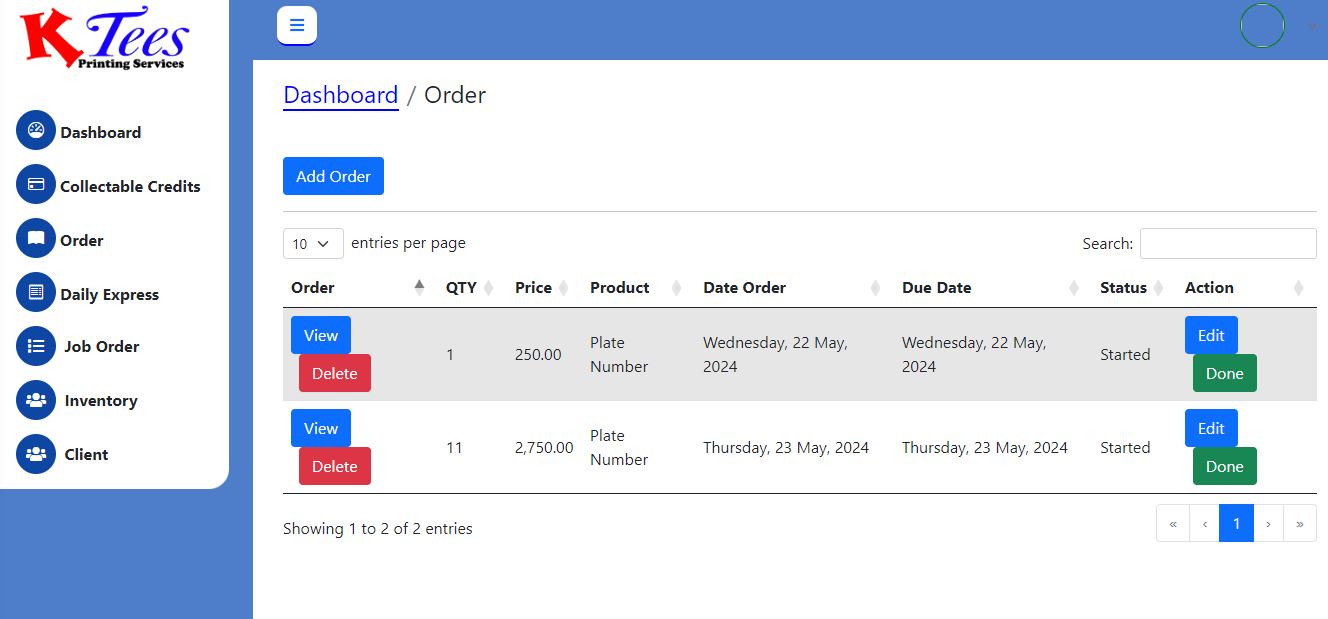 K Tees
Printing Services
Dashboard
Collectable Credits
Order
Daily Express
Job Order
Inventory
Client
Dashboard / Order
Add Order
10 entries per page
Search:
Order QTY Price Product Date Order Due Date Status Action
View Delete 1 250.00 Plate Number Wednesday, 22 May, 2024 Wednesday, 22 May, 2024 Started Edit Done
View Delete 11 2,750.00 Plate Number Thursday, 23 May, 2024 Thursday, 23 May, 2024 Started Edit Done
Showing 1 to 2 of 2 entries
« ‹ 1 › »